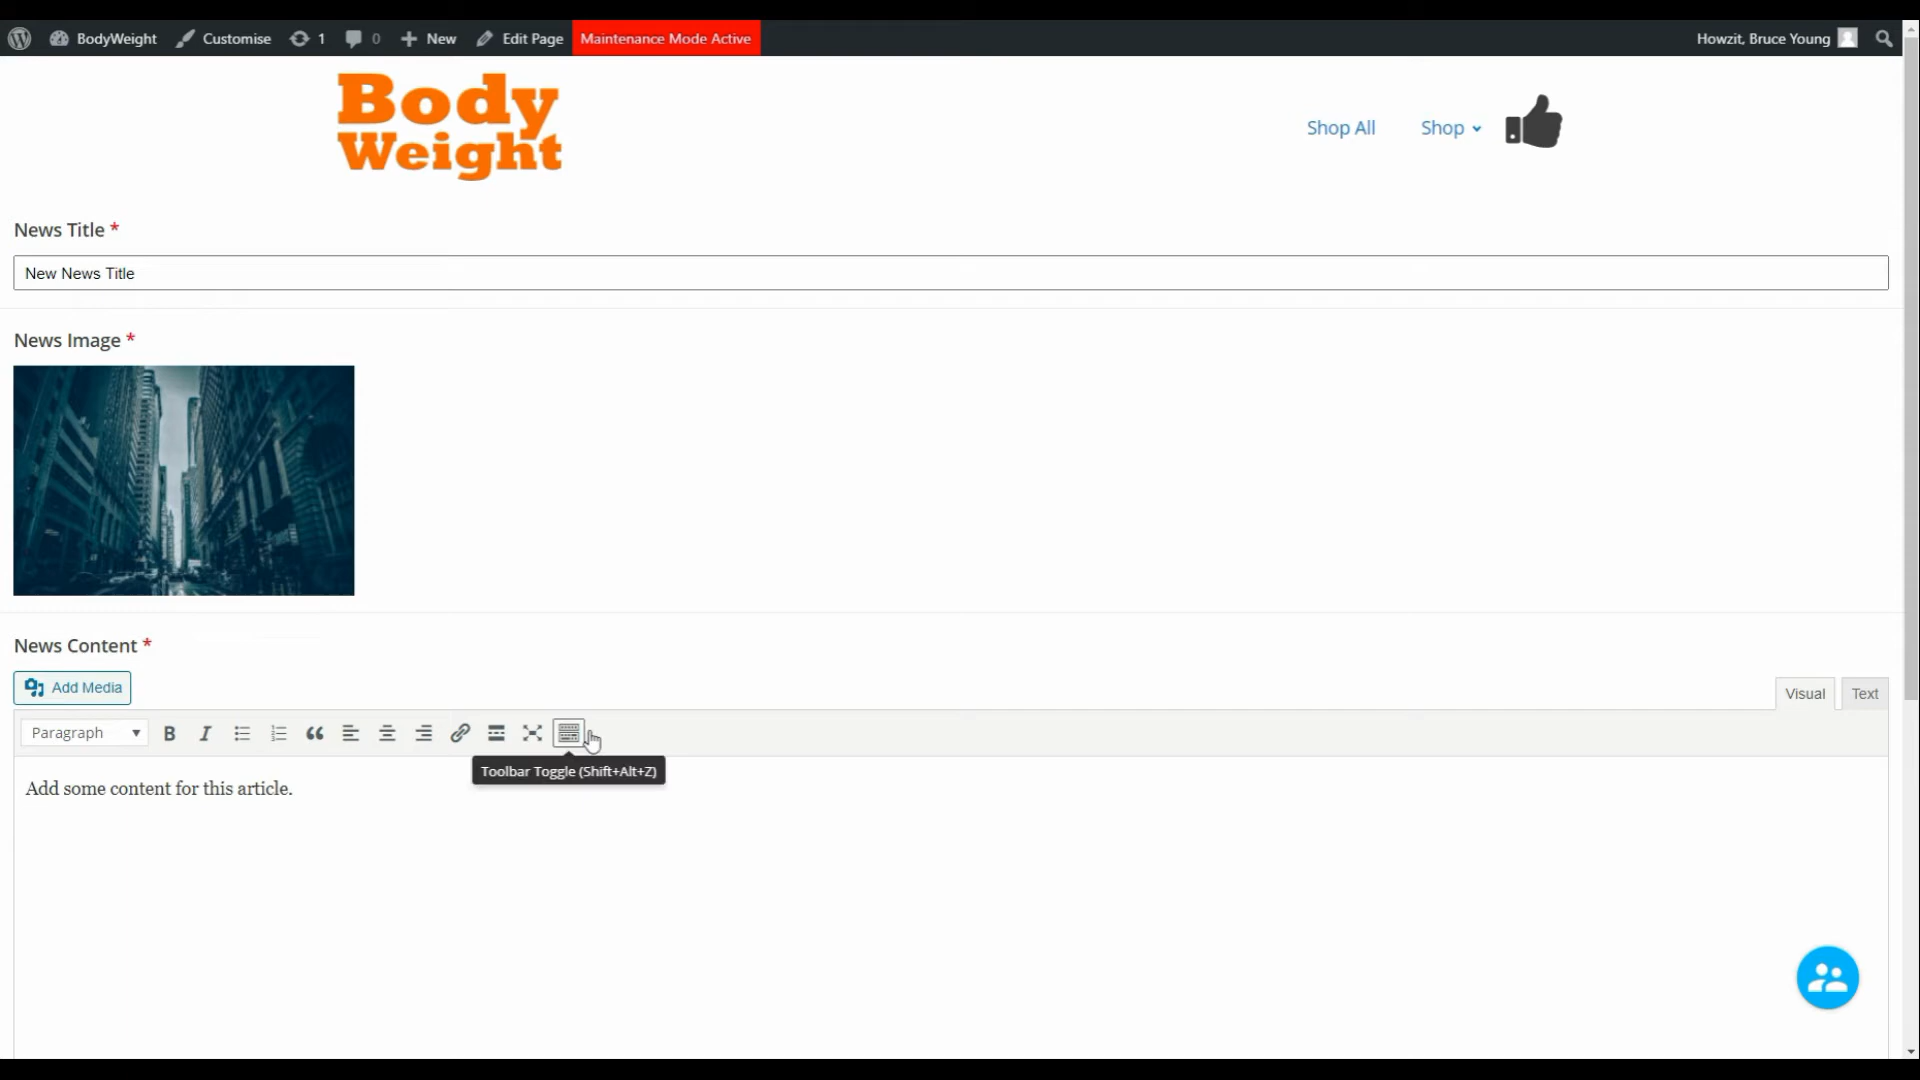 BodyWeight Customise 1 0 New Edit Page Maintenance Mode Active Howzit, Bruce Young
Body
Weight
Shop All Shop
News Title *
New News Title
News Image *
News Content *
Add Media
Visual Text
Paragraph
Toolbar Toggle (Shift+Alt+Z)
Add some content for this article.